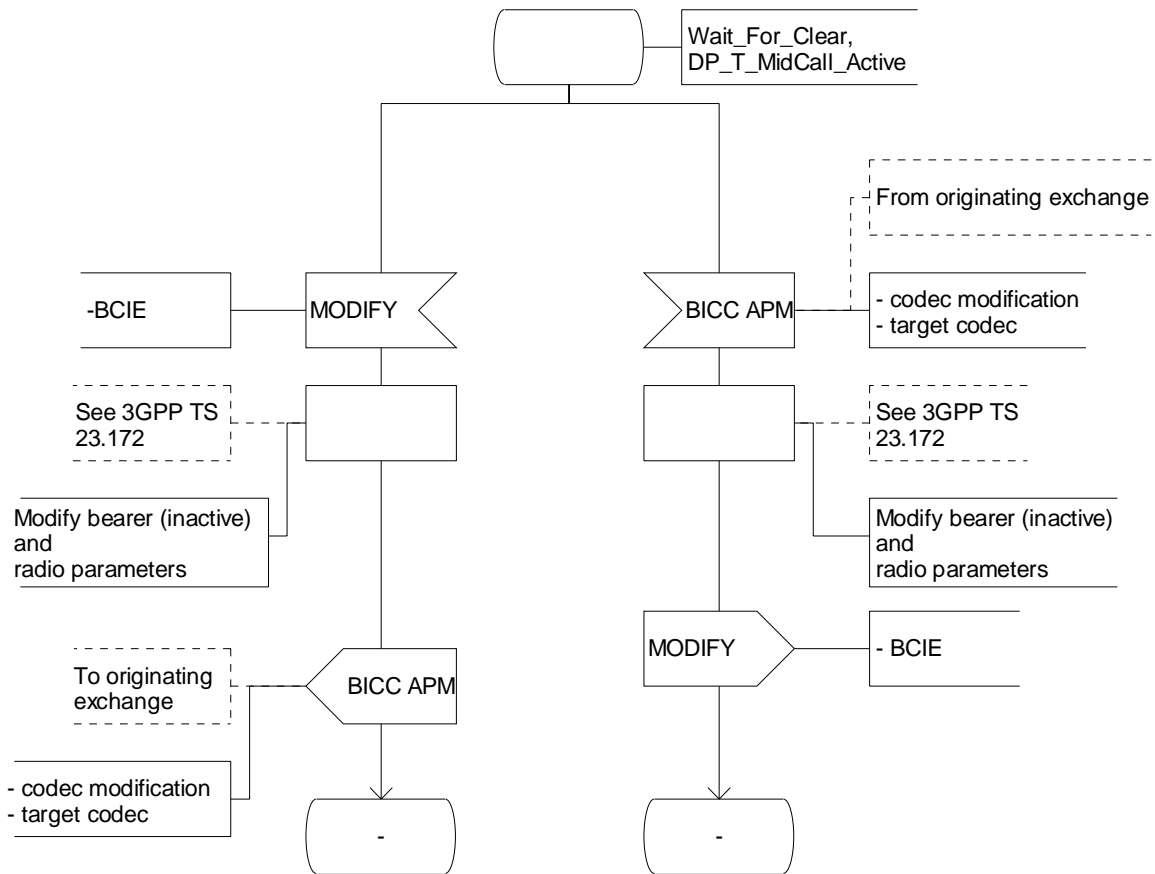 Wait_For_Clear,
DP_T_MidCall_Active
From originating exchange
-BCIE
MODIFY
BICC APM
- codec modification
- target codec
See 3GPP TS
23.172
See 3GPP TS
23.172
Modify bearer (inactive)
and
radio parameters
Modify bearer (inactive)
and
radio parameters
MODIFY
- BCIE
To originating
exchange
BICC APM
- codec modification
- target codec
-
-